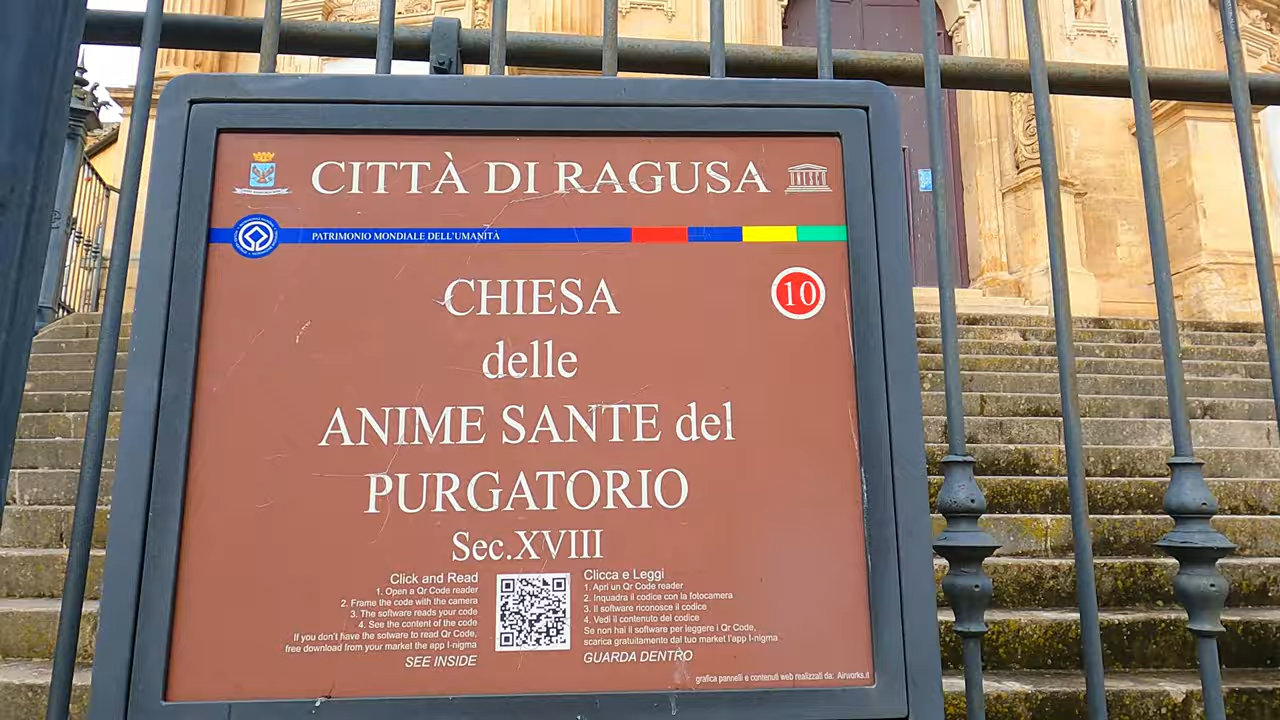 CITTÀ DI RAGUSA
PATRIMONIO MONDIALE DELL'UMANITÀ
10
CHIESA
delle
ANIME SANTE del
PURGATORIO
Sec.XVIII
Click and Read
1. Open a Qr Code reader
2. Frame the code with the camera
3. The software reads your code
4. See the content of the code
If you don't have the sotware to read Qr Code,
free download from your market the app I-nigma
SEE INSIDE
Clicca e Leggi
1. Apri un Qr Code reader
2. Inquadra il codice con la fotocamera
3. Il software riconosce il codice
4. Vedi il contenuto del codice
Se non hai il software per leggere i Qr Code,
scarica gratuitamente dal tuo market l'app I-nigma
GUARDA DENTRO
grafica pannelli e contenuti web realizzati da: Airworks.it